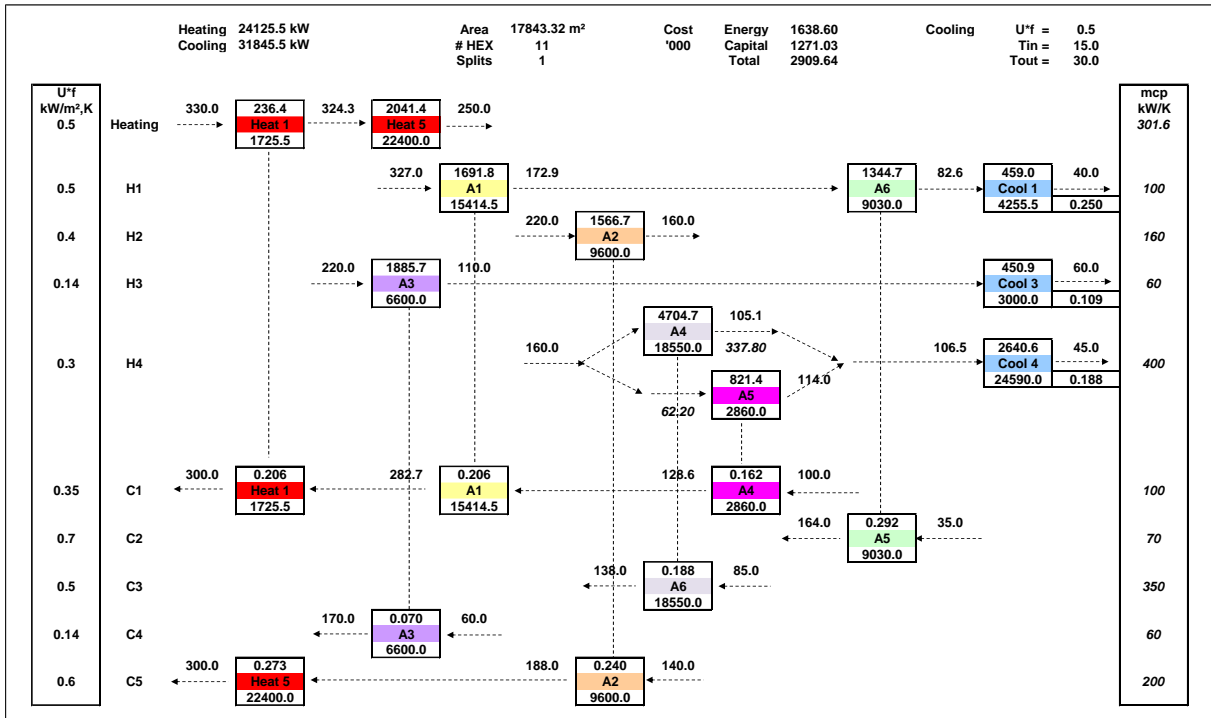 Heating 24125.5 kW Area 17843.32 m² Cost Energy 1638.60 Cooling U*f = 0.5
Cooling 31845.5 kW # HEX 11 '000 Capital 1271.03 Tin = 15.0
Splits 1 Total 2909.64 Tout = 30.0
U*f mcp
kW/m²,K kW/K
330.0 236.4 324.3 2041.4 250.0
0.5 Heating Heat 1 Heat 5 301.6
1725.5 22400.0
327.0 1691.8 172.9 1344.7 82.6 459.0 40.0
0.5 H1 A1 A6 Cool 1 100
15414.5 9030.0 4255.5 0.250
220.0 1566.7 160.0
0.4 H2 A2 160
9600.0
220.0 1885.7 110.0 450.9 60.0
0.14 H3 A3 Cool 3 60
6600.0 3000.0 0.109
4704.7 105.1
A4
18550.0 337.80
160.0 106.5 2640.6 45.0
0.3 H4 Cool 4 400
24590.0 0.188
821.4 114.0
A5
62.20 2860.0
300.0 0.206 282.7 0.206 128.6 0.162 100.0
0.35 C1 Heat 1 A1 A4 100
1725.5 15414.5 2860.0
164.0 0.292 35.0
0.7 C2 A5 70
9030.0
138.0 0.188 85.0
0.5 C3 A6 350
18550.0
170.0 0.070 60.0
0.14 C4 A3 60
6600.0
300.0 0.273 188.0 0.240 140.0
0.6 C5 Heat 5 A2 200
22400.0 9600.0